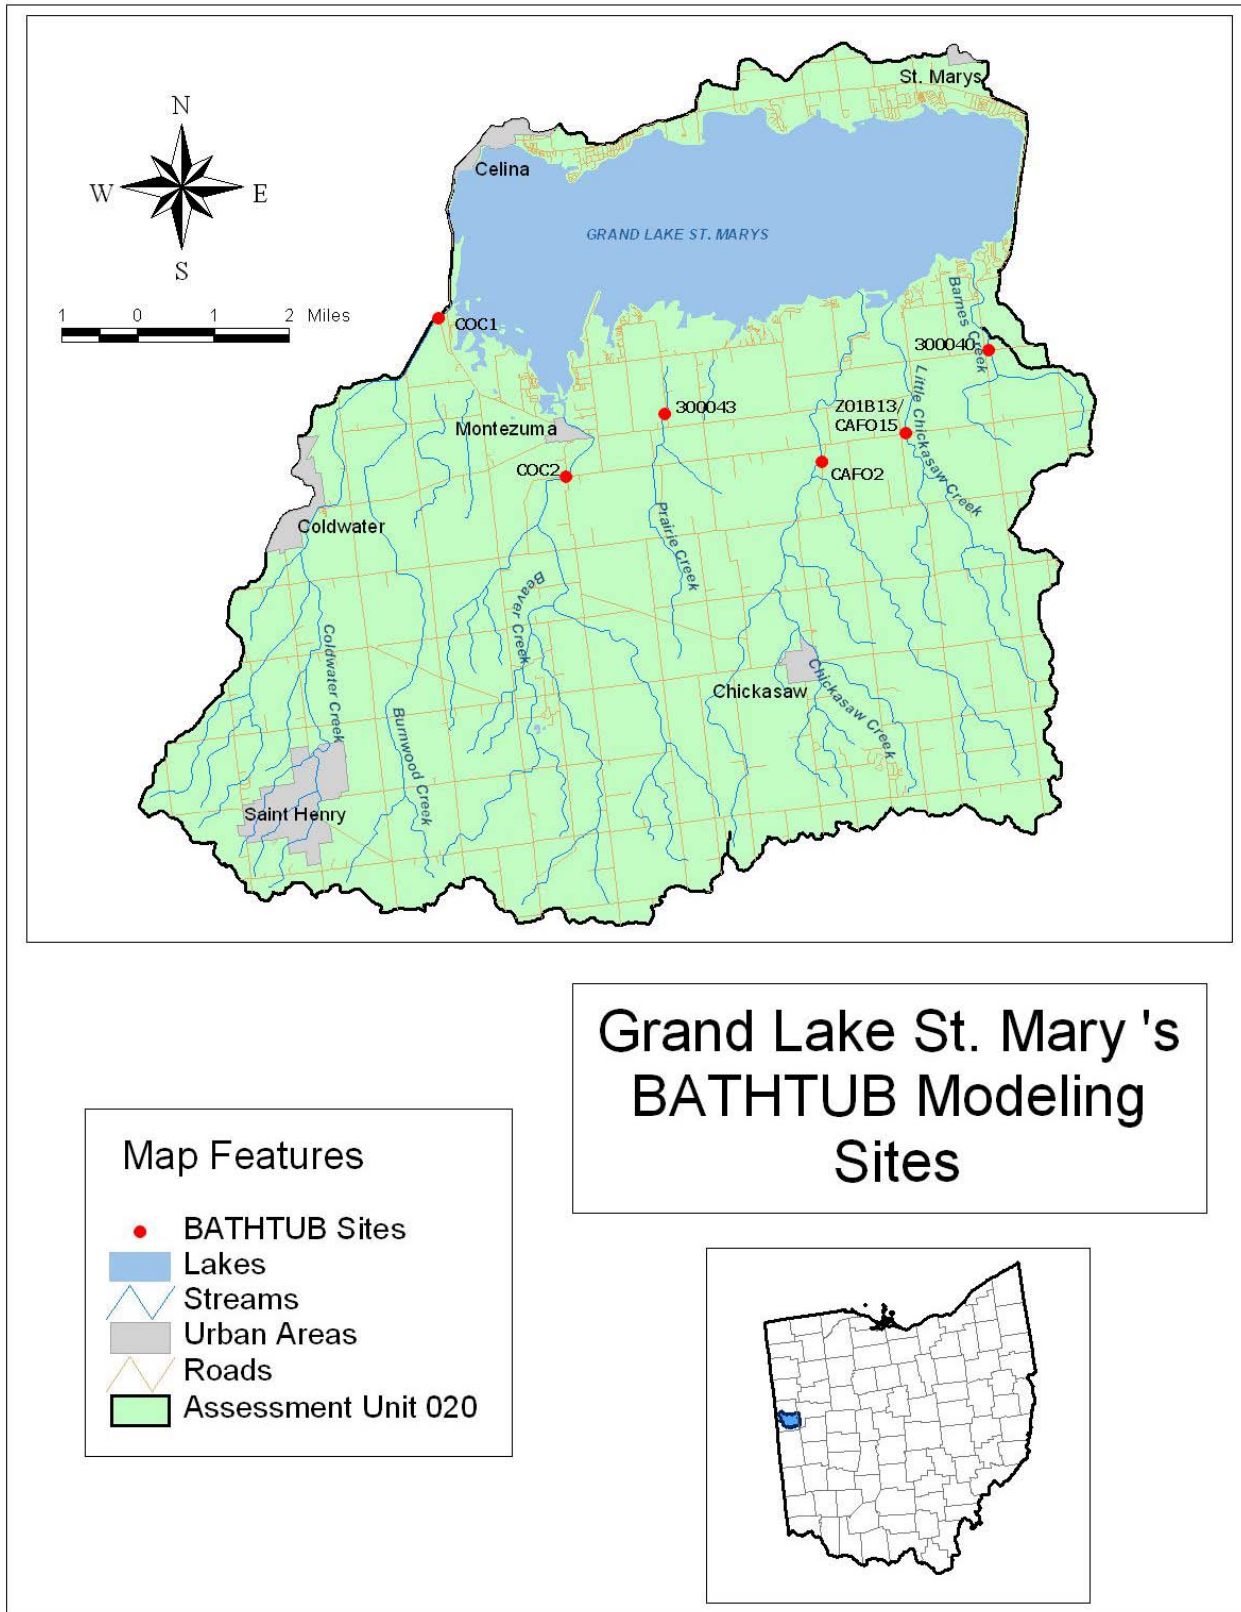 N
W
E
S
1 0 1 2 Miles
St. Marys
Celina
GRAND LAKE ST. MARYS
COC1
Barnes Creek
300040
300043
Z01B13/
CAFO15
Little Chickasaw Creek
Montezuma
COC2
CAFO2
Coldwater
Prairie Creek
Beaver Creek
Coldwater Creek
Chickasaw
Chickasaw Creek
Burnwood Creek
Saint Henry
Grand Lake St. Mary 's
BATHTUB Modeling
Sites
Map Features
BATHTUB Sites
Lakes
Streams
Urban Areas
Roads
Assessment Unit 020